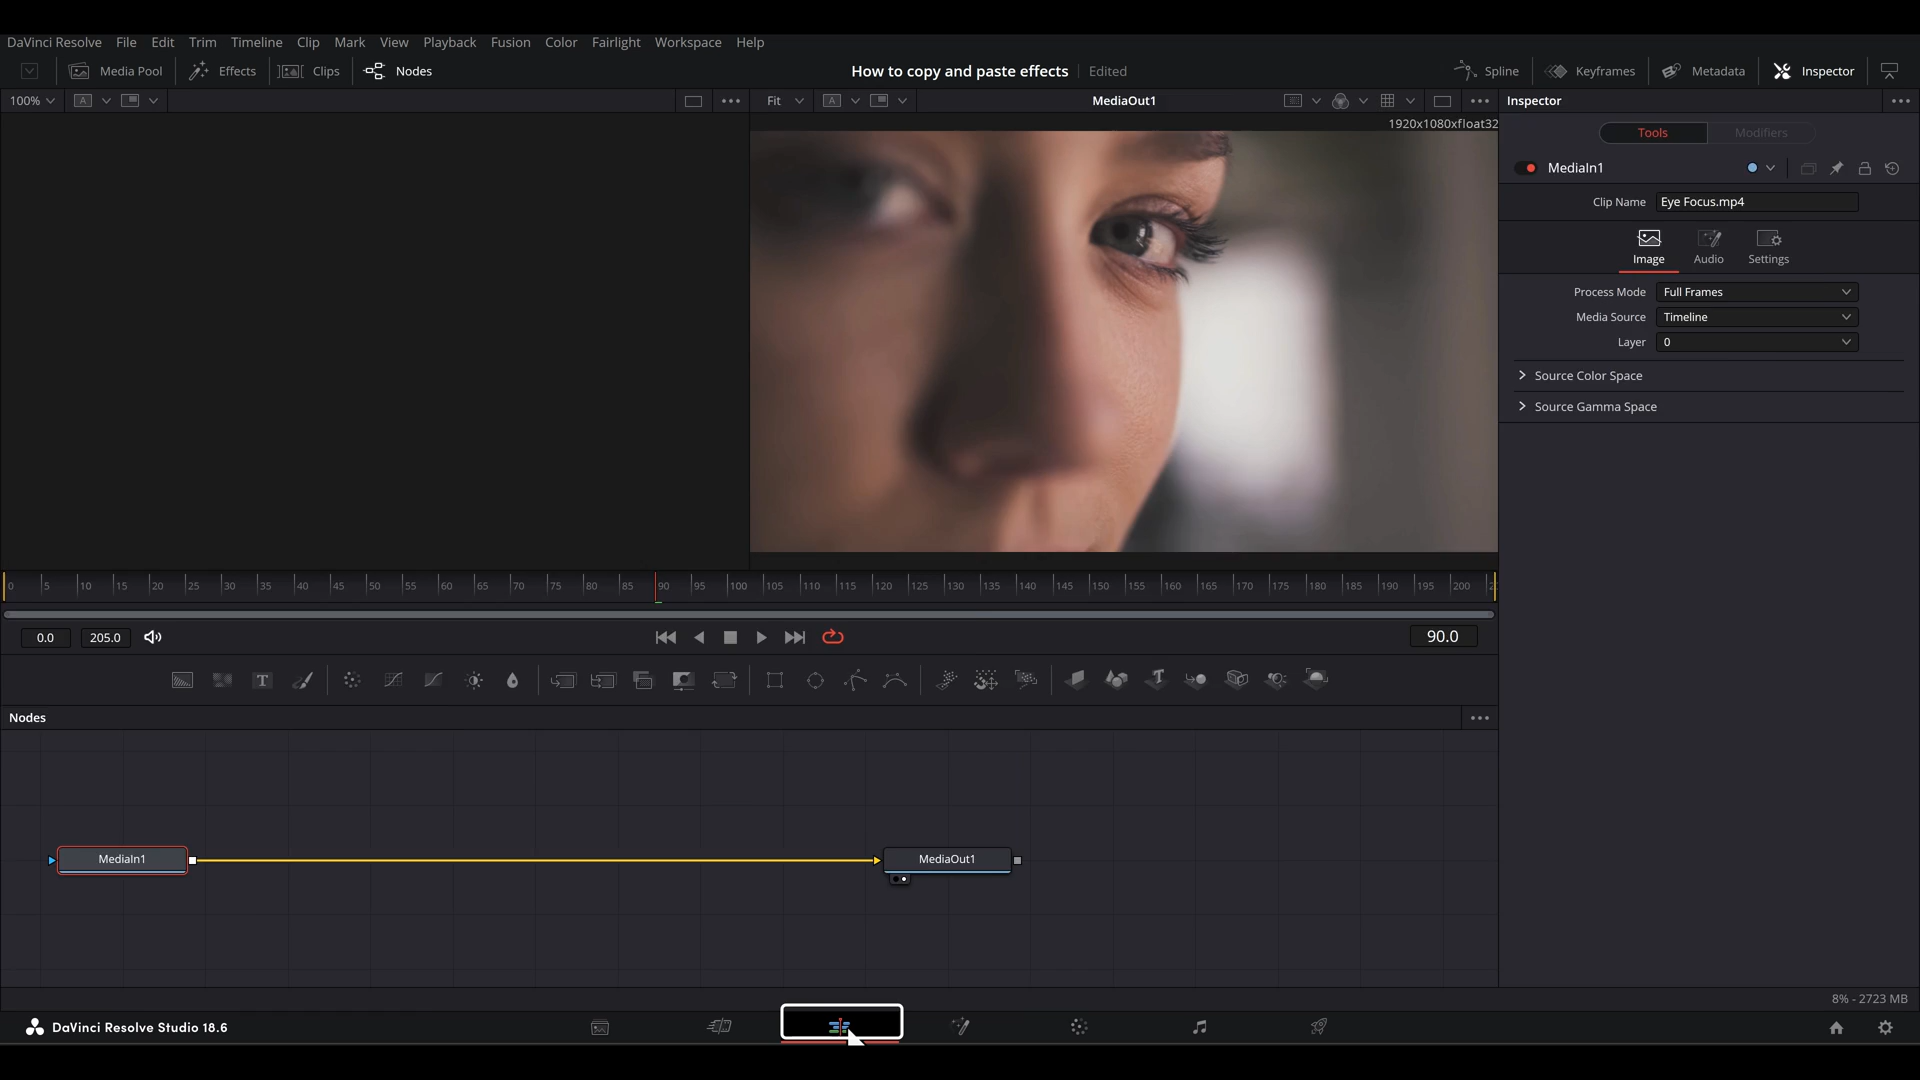 DaVinci Resolve File Edit Trim Timeline Clip Mark View Playback Fusion Color Fairlight Workspace Help
Media Pool Effects Clips Nodes How to copy and paste effects Edited Spline Keyframes Metadata Inspector
100% A Fit A MediaOut1 Inspector
1920x1080xfloat32
Tools Modifiers
MediaIn1
Clip Name Eye Focus.mp4
Image Audio Settings
Process Mode Full Frames
Media Source Timeline
Layer 0
Source Color Space
Source Gamma Space
0 5 10 15 20 25 30 35 40 45 50 55 60 65 70 75 80 85 90 95 100 105 110 115 120 125 130 135 140 145 150 155 160 165 170 175 180 185 190 195 200
0.0 205.0 90.0
T T
Nodes
MediaIn1 MediaOut1
8% - 2723 MB
DaVinci Resolve Studio 18.6